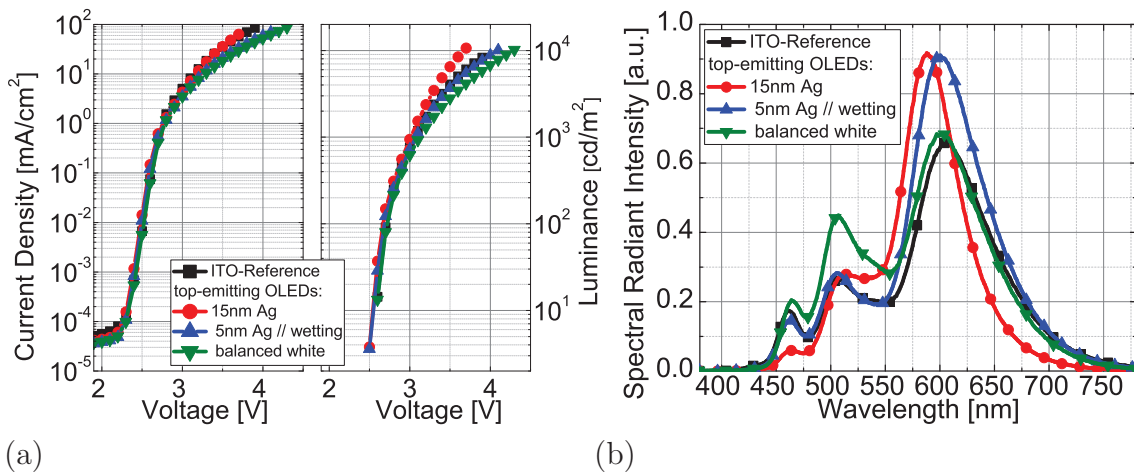 Current Density [mA/cm²]
10²
10¹
10⁰
10⁻¹
10⁻²
10⁻³
10⁻⁴
10⁻⁵
2 3 4
Voltage [V]
ITO-Reference
top-emitting OLEDs:
15nm Ag
5nm Ag // wetting
balanced white
2 3 4
Voltage [V]
10⁴
10³
10²
10¹
Luminance [cd/m²]
(a)
Spectral Radiant Intensity [a.u.]
1.0
0.8
0.6
0.4
0.2
0.0
ITO-Reference
top-emitting OLEDs:
15nm Ag
5nm Ag // wetting
balanced white
400 450 500 550 600 650 700 750
Wavelength [nm]
(b)